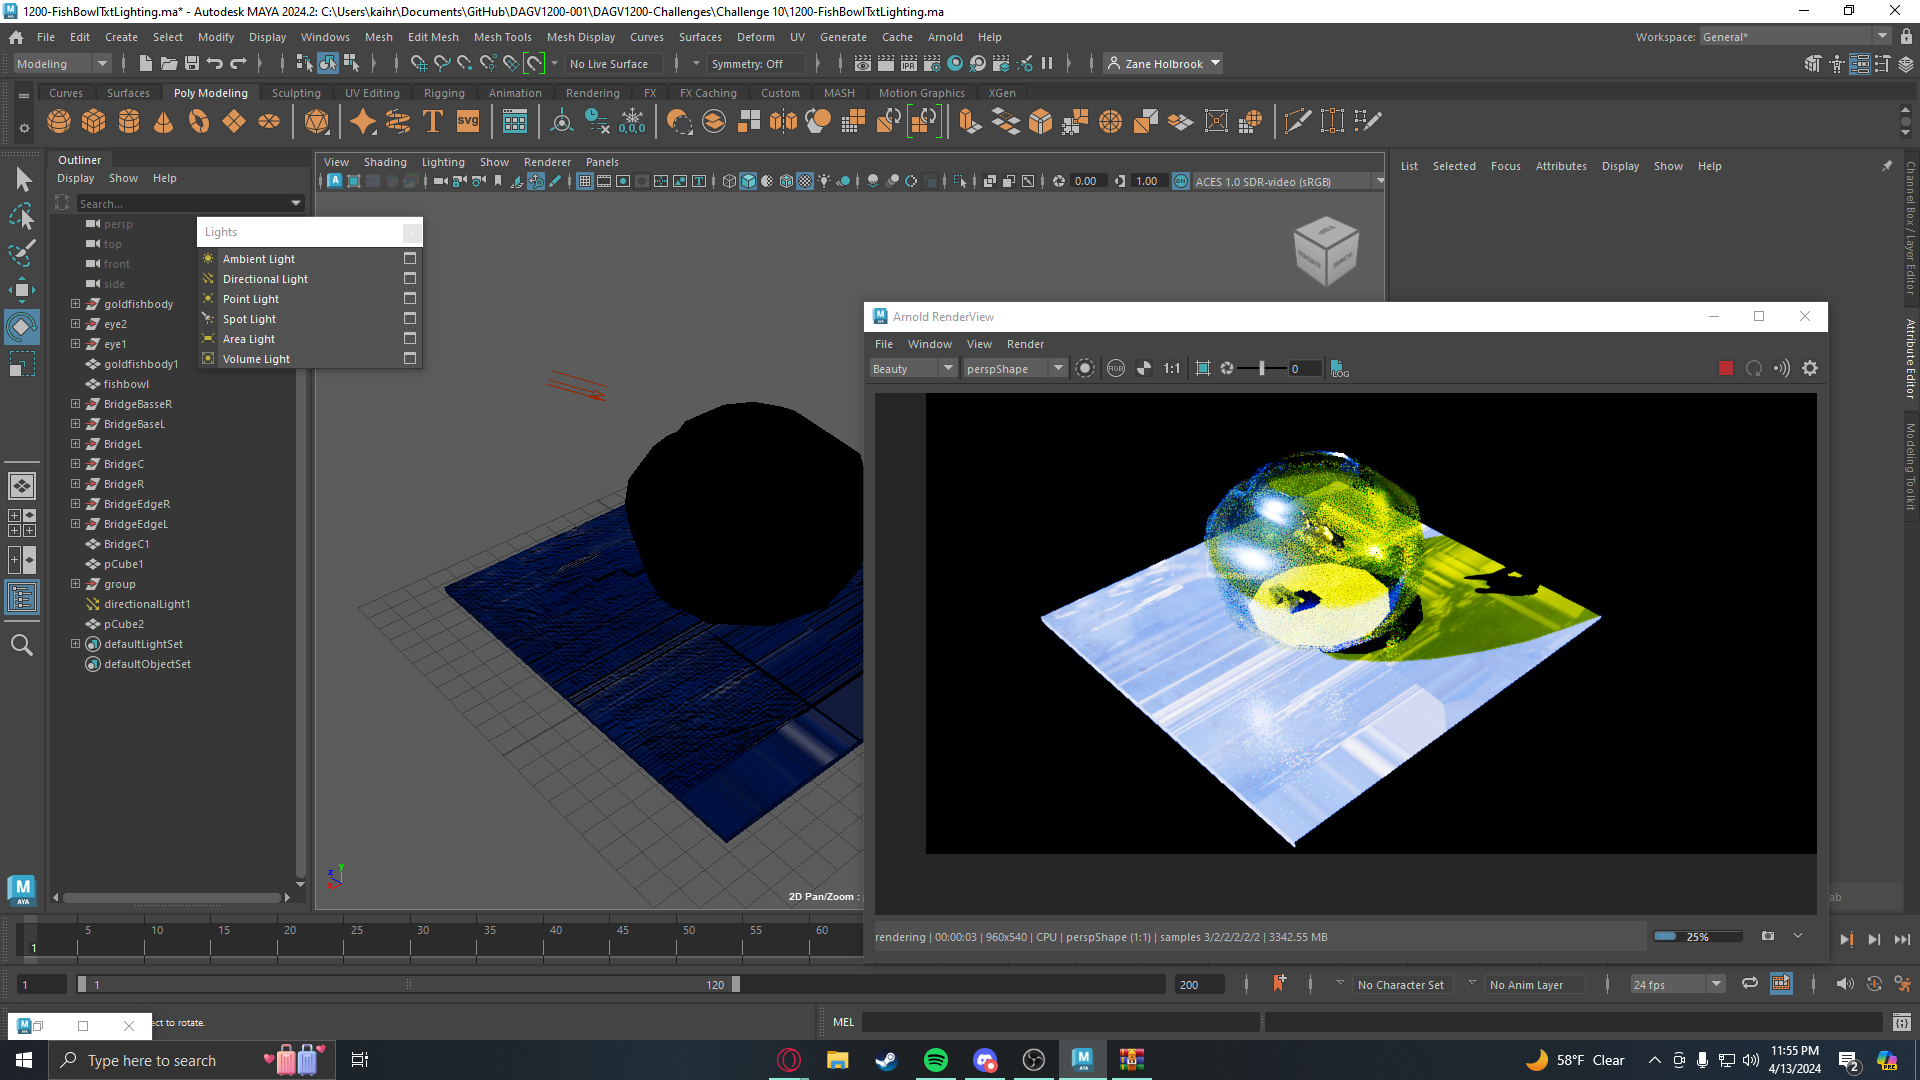 1200-FishBowlTxtLighting.ma* - Autodesk MAYA 2024.2: C:\Users\kaihr\Documents\GitHub\DAGV1200-001\DAGV1200-Challenges\Challenge 10\1200-FishBowlTxtLighting.ma
File Edit Create Select Modify Display Windows Mesh Edit Mesh Mesh Tools Mesh Display Curves Surfaces Deform UV Generate Cache Arnold Help Workspace: General*
Modeling No Live Surface Symmetry: Off Zane Holbrook
Curves Surfaces Poly Modeling Sculpting UV Editing Rigging Animation Rendering FX FX Caching Custom MASH Motion Graphics XGen
Outliner
Display Show Help
Search...
View Shading Lighting Show Renderer Panels
0.00 1.00 ACES 1.0 SDR-video (sRGB)
List Selected Focus Attributes Display Show Help
Channel Box / Layer Editor
Attribute Editor
Modeling Toolkit
persp
top
front
side
goldfishbody
eye2
eye1
goldfishbody1
fishbowl
BridgeBasseR
BridgeBaseL
BridgeL
BridgeC
BridgeR
BridgeEdgeR
BridgeEdgeL
BridgeC1
pCube1
group
directionalLight1
pCube2
defaultLightSet
defaultObjectSet
Lights
Ambient Light
Directional Light
Point Light
Spot Light
Area Light
Volume Light
RIGHT BACK
2D Pan/Zoom :
Arnold RenderView
File Window View Render
Beauty perspShape RGB 1:1 0 LOG
rendering | 00:00:03 | 960x540 | CPU | perspShape (1:1) | samples 3/2/2/2/2/2 | 3342.55 MB 25%
1 5 10 15 20 25 30 35 40 45 50 55 60
1 1 120 200 No Character Set No Anim Layer 24 fps
ect to rotate. MEL
Type here to search
58°F Clear
11:55 PM
4/13/2024
2